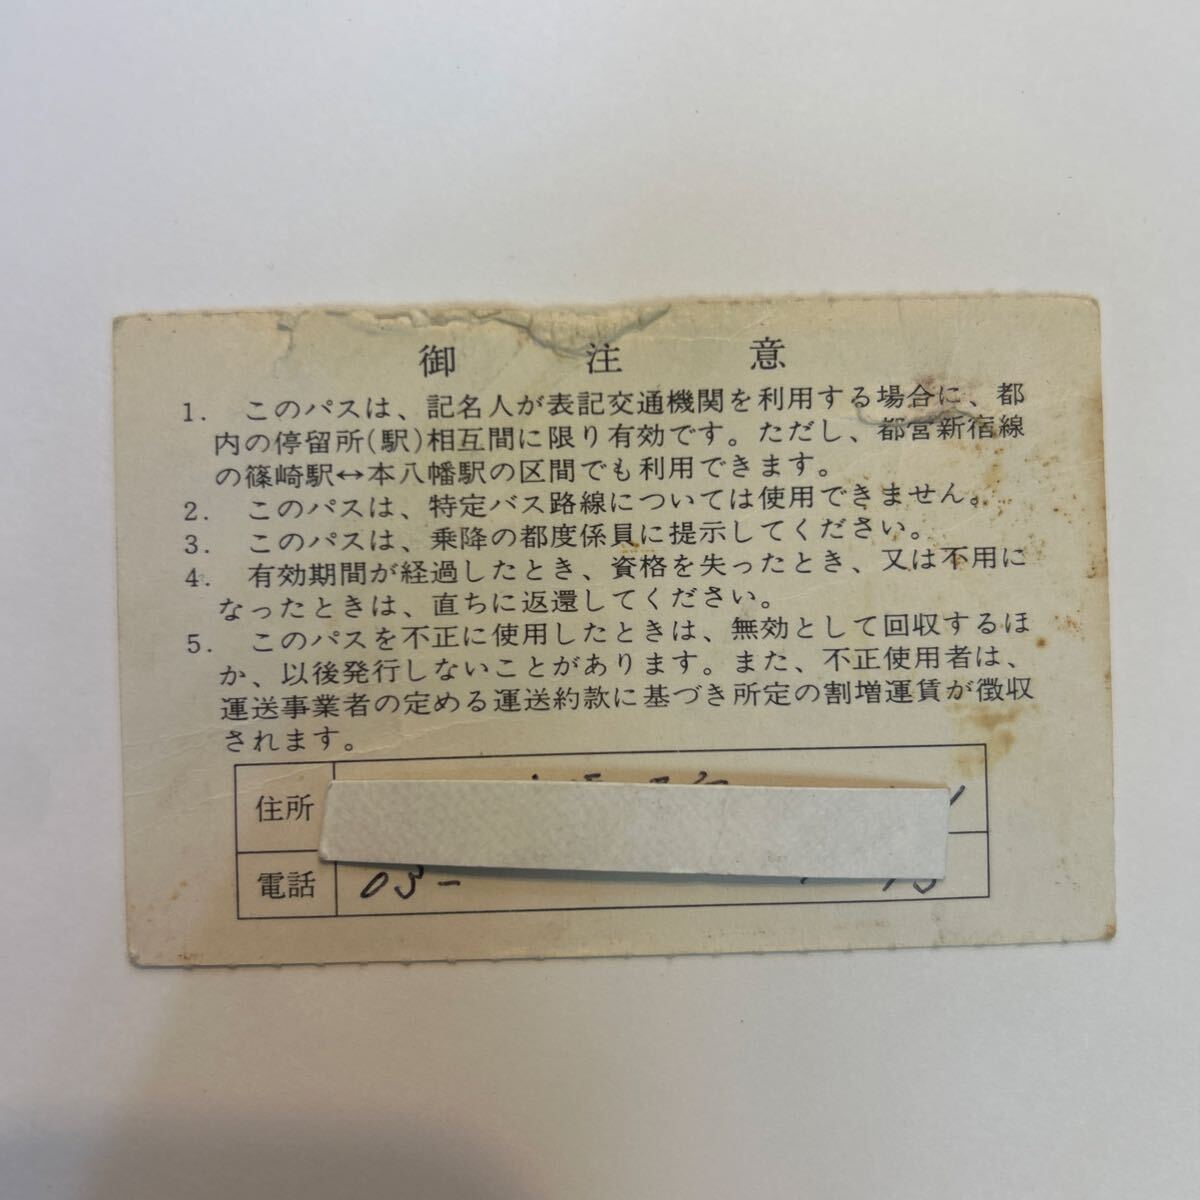 御注意
1. このパスは、記名人が表記交通機関を利用する場合に、都
内の停留所(駅)相互間に限り有効です。ただし、都営新宿線
の篠崎駅↔本八幡駅の区間でも利用できます。
2. このパスは、特定バス路線については使用できません。
3. このパスは、乗降の都度係員に提示してください。
4. 有効期間が経過したとき、資格を失ったとき、又は不用に
なったときは、直ちに返還してください。
5. このパスを不正に使用したときは、無効として回収するほ
か、以後発行しないことがあります。また、不正使用者は、
運送事業者の定める運送約款に基づき所定の割増運賃が徴収
されます。
住所
電話 03-